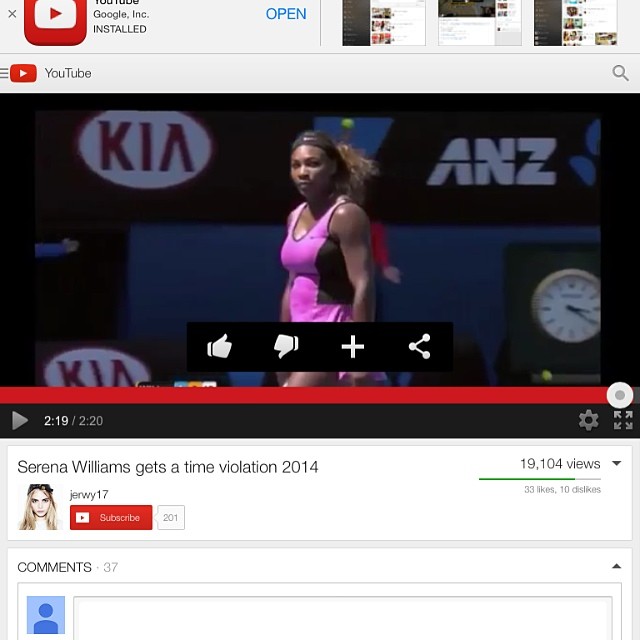 YouTube
Google, Inc.
INSTALLED
OPEN
YouTube
KIA
ANZ
KIA
2:19 / 2:20
Serena Williams gets a time violation 2014
19,104 views
jerwy17
33 likes, 10 dislikes
Subscribe
201
COMMENTS · 37